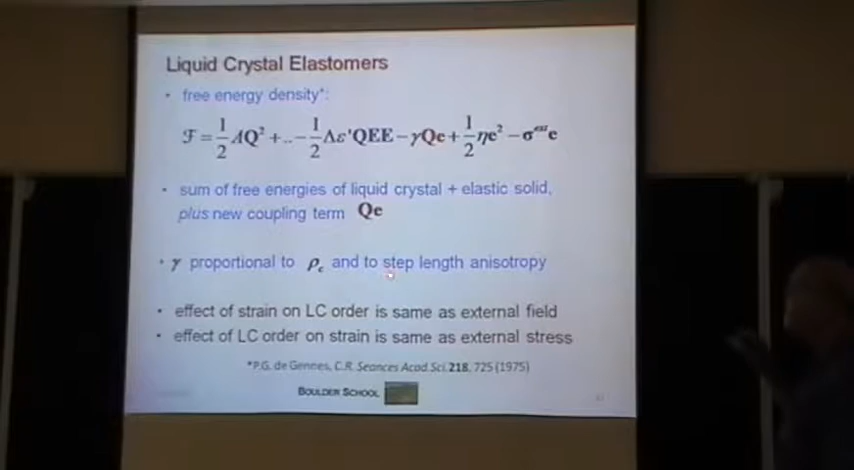 Liquid Crystal Elastomers
• free energy density*:
ℱ = 1/2 AQ² + .. – 1/2 Δε'QEE – γQe + 1/2 ηe² – σᵉˣᵗe
• sum of free energies of liquid crystal + elastic solid,
plus new coupling term Qe
• γ proportional to ρc and to step length anisotropy
• effect of strain on LC order is same as external field
• effect of LC order on strain is same as external stress
*P.G. de Gennes, C.R. Seances Acad. Sci. 218, 725 (1975)
BOULDER SCHOOL